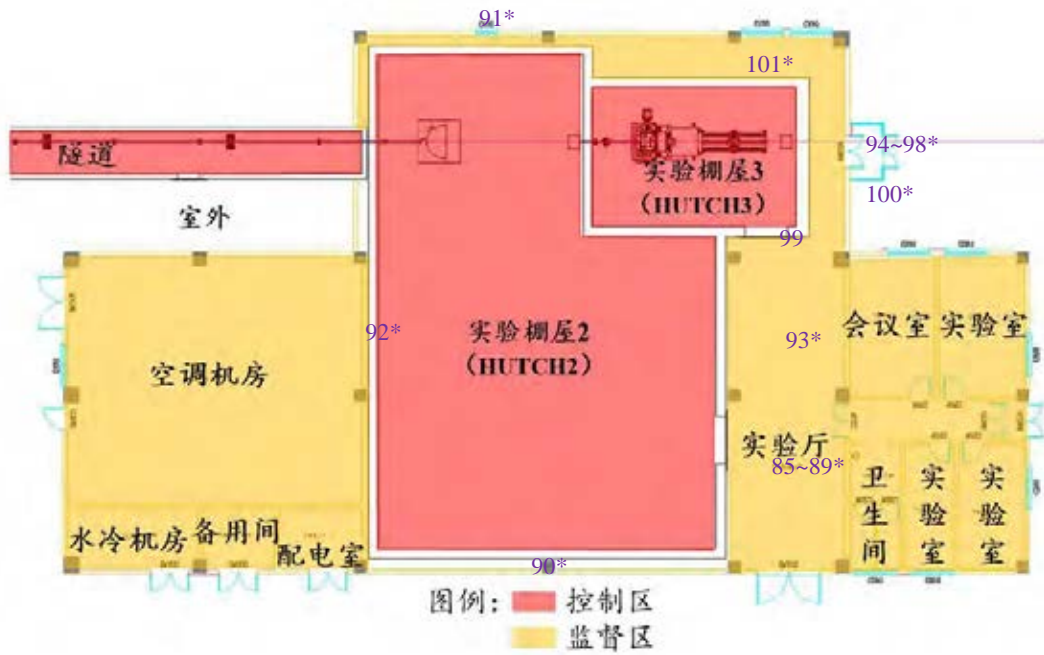 91*
101*
隧道
94~98*
实验棚屋3
(HUTCH3)
100*
室外
99
92*
实验棚屋2
(HUTCH2)
93*
会议室
实验室
空调机房
实验厅
85~89*
卫生间
实验室
实验室
水冷机房
备用间
配电室
90*
图例：
控制区
监督区